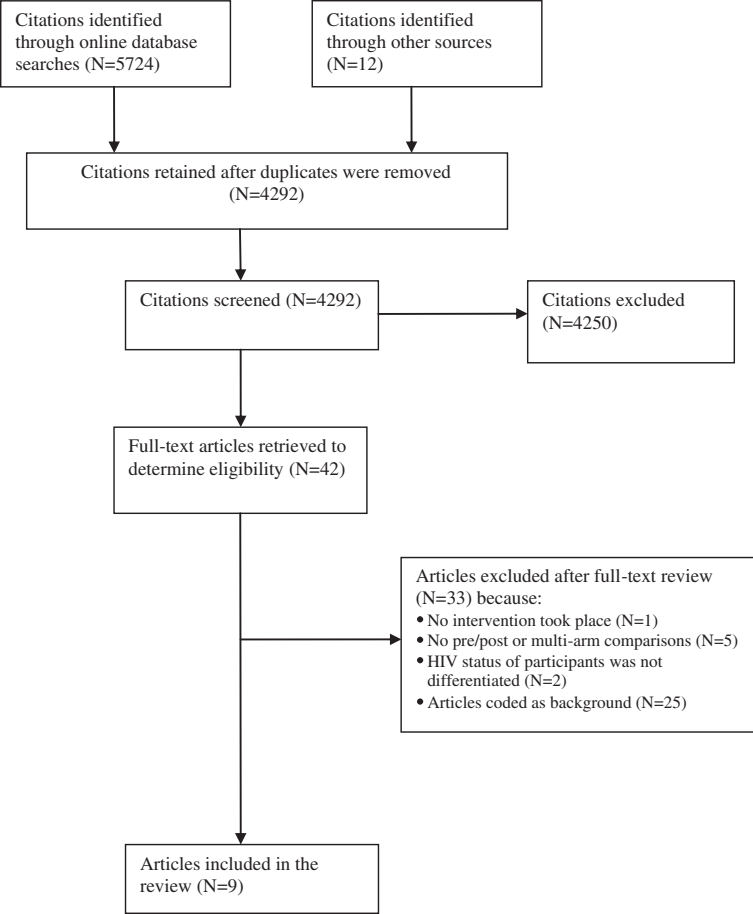 Citations identified
through online database
searches (N=5724)
Citations identified
through other sources
(N=12)
Citations retained after duplicates were removed
(N=4292)
Citations screened (N=4292)
Citations excluded
(N=4250)
Full-text articles retrieved to
determine eligibility (N=42)
Articles excluded after full-text review
(N=33) because:
• No intervention took place (N=1)
• No pre/post or multi-arm comparisons (N=5)
• HIV status of participants was not
differentiated (N=2)
• Articles coded as background (N=25)
Articles included in the
review (N=9)